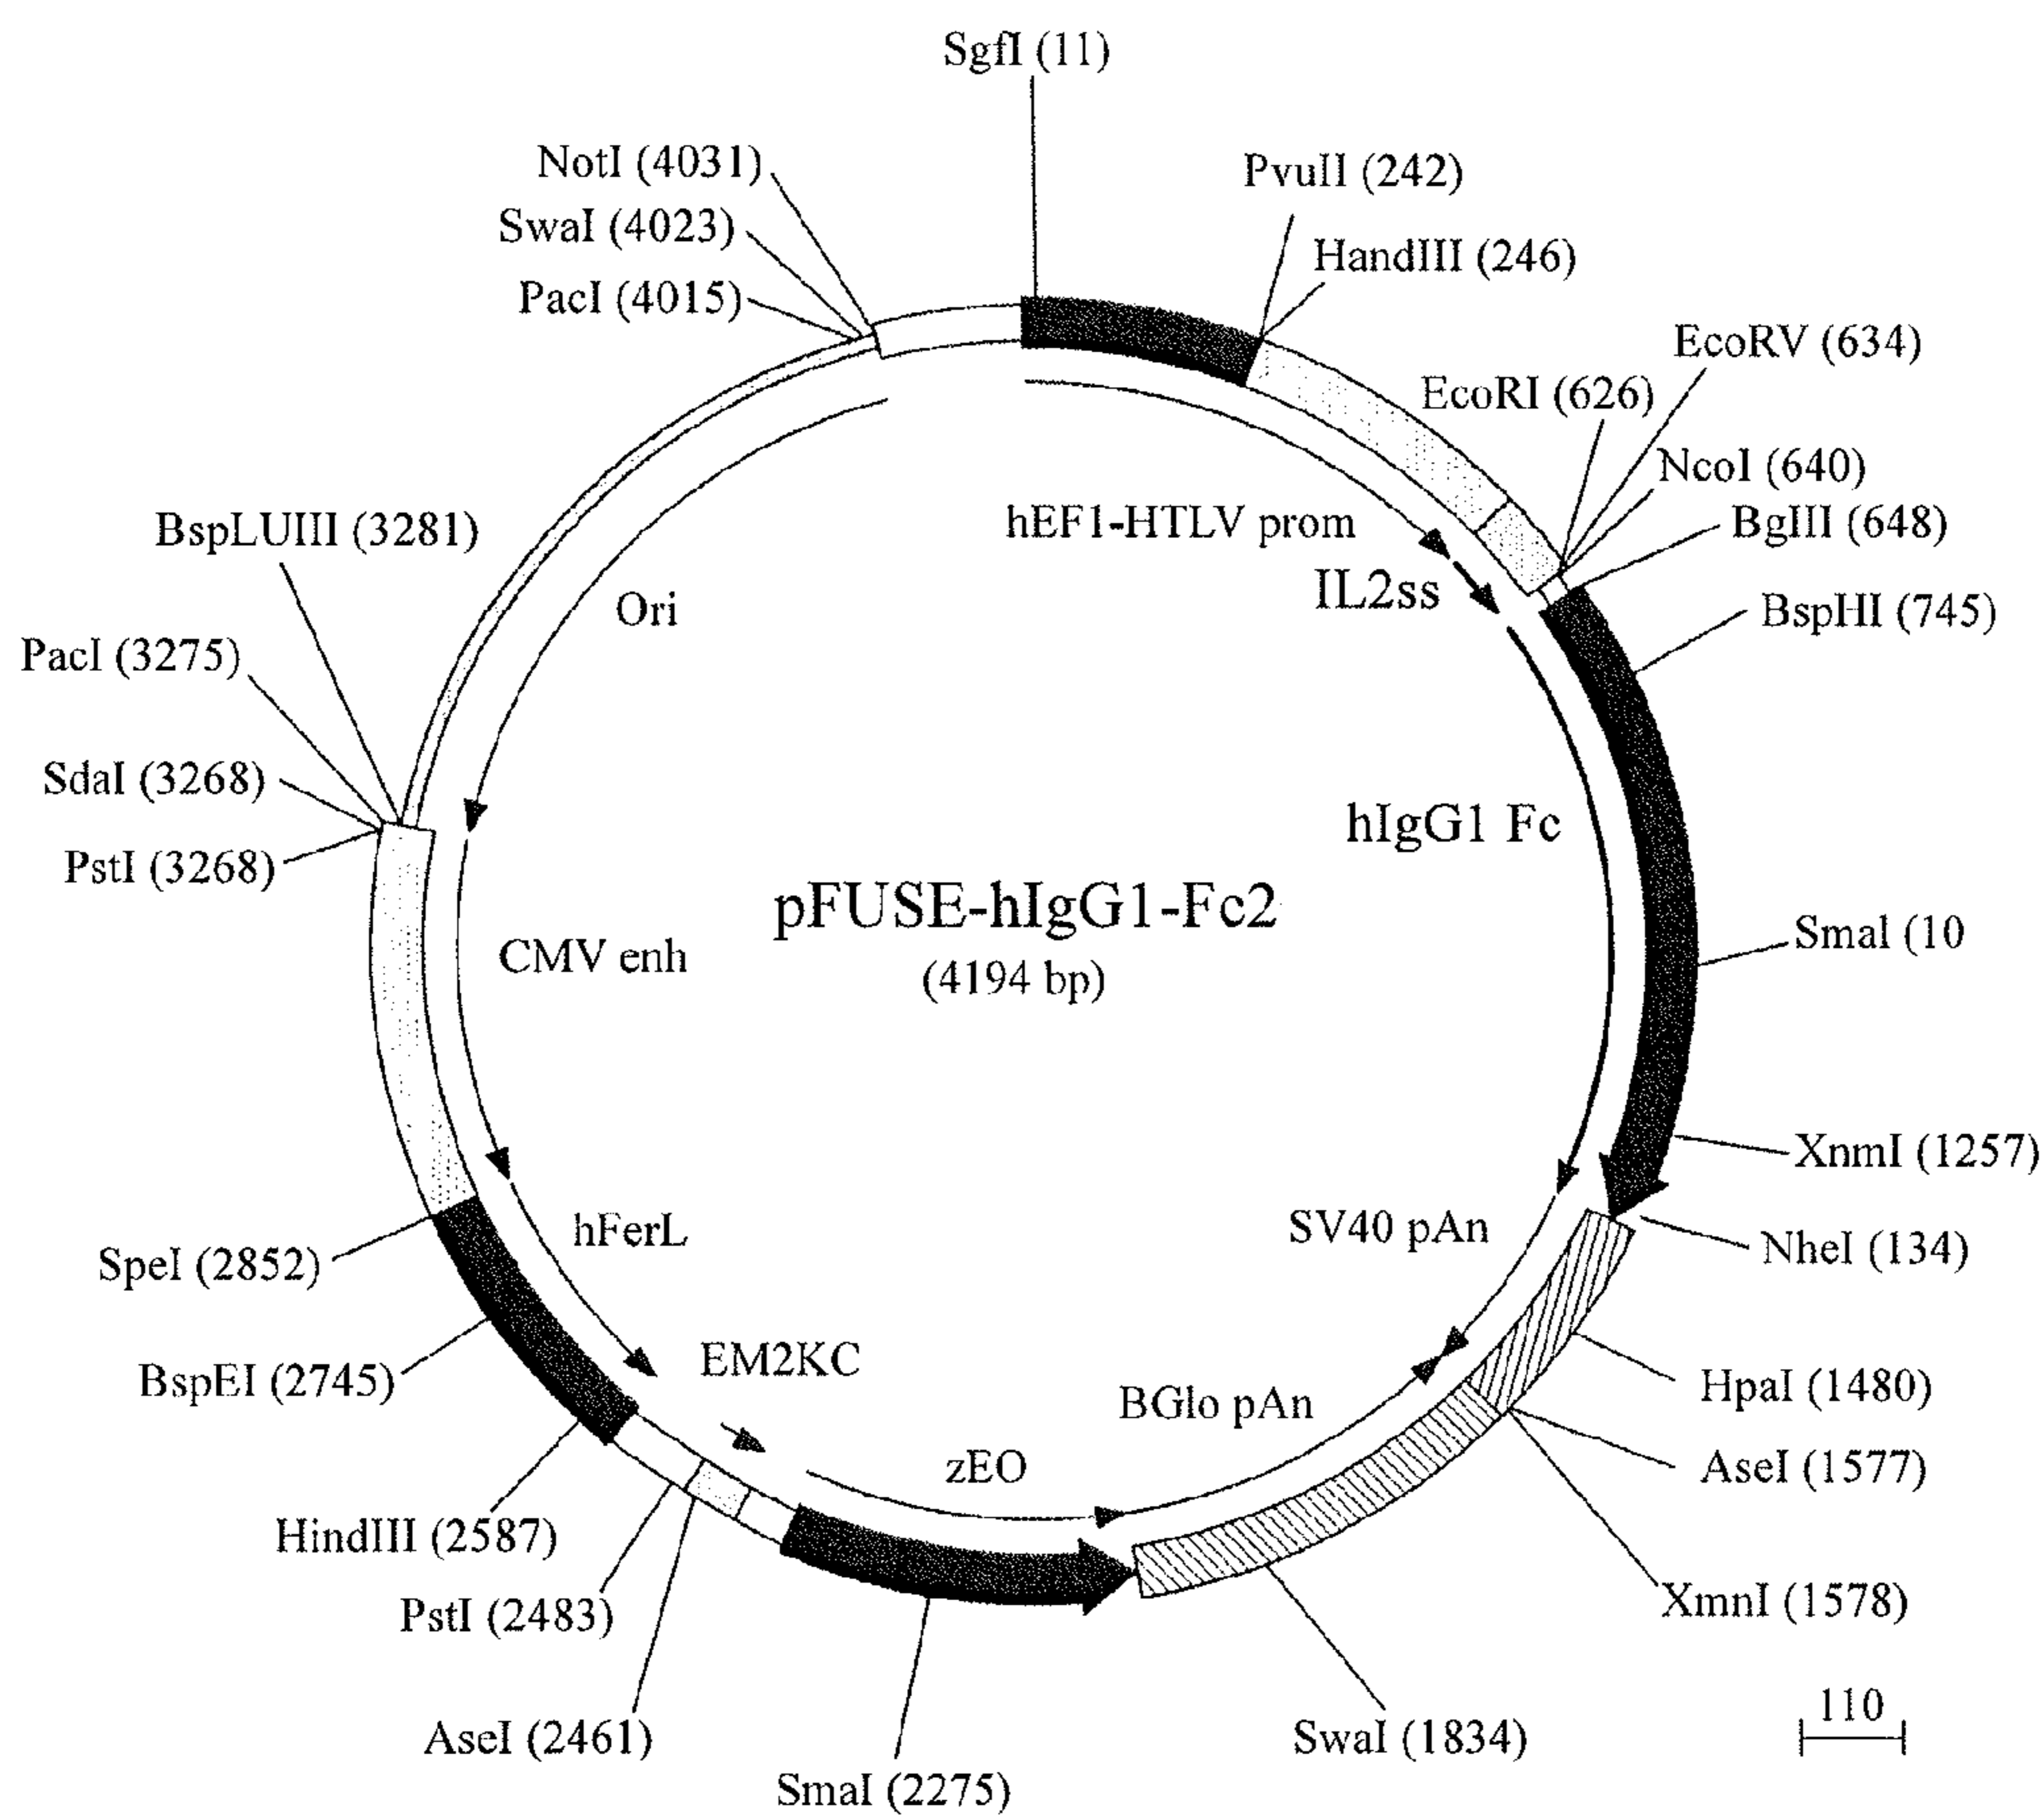 SgfI (11)
NotI (4031)
SwaI (4023)
PacI (4015)
PvuII (242)
HandIII (246)
EcoRV (634)
EcoRI (626)
NcoI (640)
BglII (648)
BspHI (745)
hEF1-HTLV prom
IL2ss
Ori
BspLUIII (3281)
PacI (3275)
SdaI (3268)
PstI (3268)
hIgG1 Fc
pFUSE-hIgG1-Fc2
(4194 bp)
CMV enh
SmaI (10
XnmI (1257)
NheI (134)
SV40 pAn
hFerL
SpeI (2852)
BspEI (2745)
EM2KC
BGlo pAn
zEO
HpaI (1480)
AseI (1577)
XmnI (1578)
HindIII (2587)
PstI (2483)
AseI (2461)
SmaI (2275)
SwaI (1834)
110